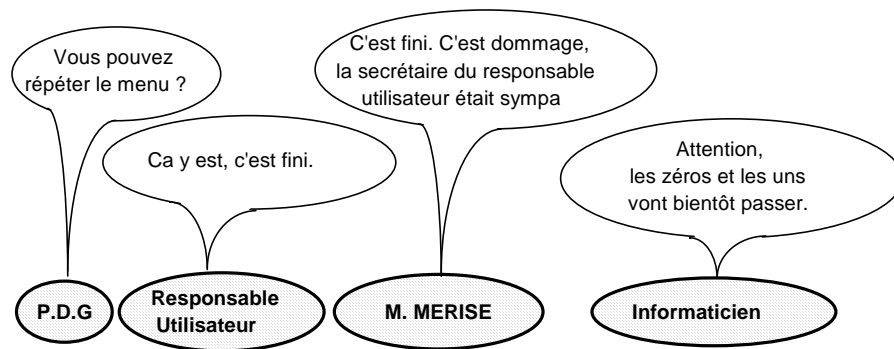 Vous pouvez
répéter le menu ?
C'est fini. C'est dommage,
la secrétaire du responsable
utilisateur était sympa
Ca y est, c'est fini.
Attention,
les zéros et les uns
vont bientôt passer.
P.D.G
Responsable
Utilisateur
M. MERISE
Informaticien